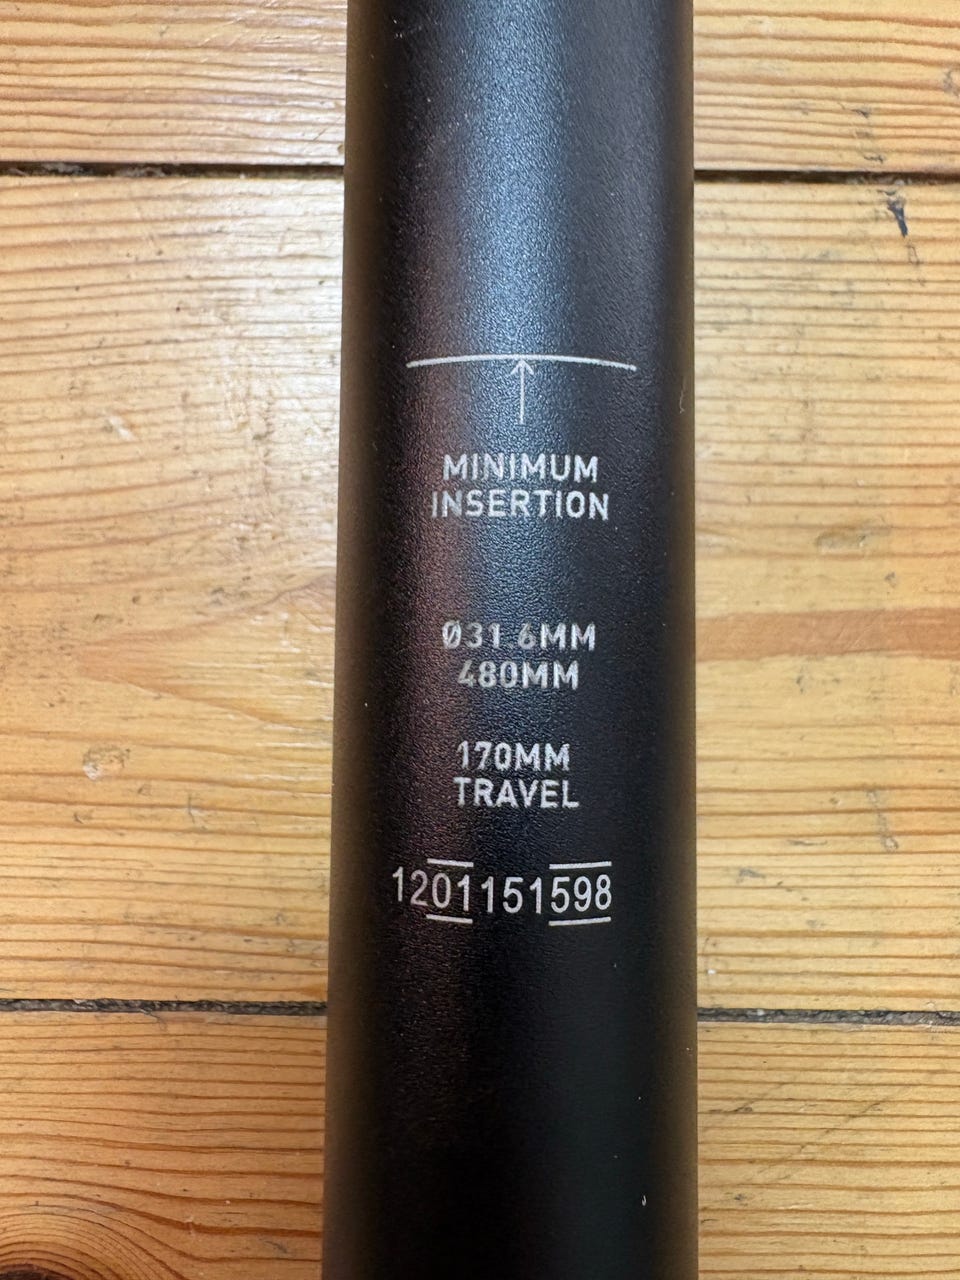 MINIMUM
INSERTION
Ø31.6MM
480MM
170MM
TRAVEL
1201151598